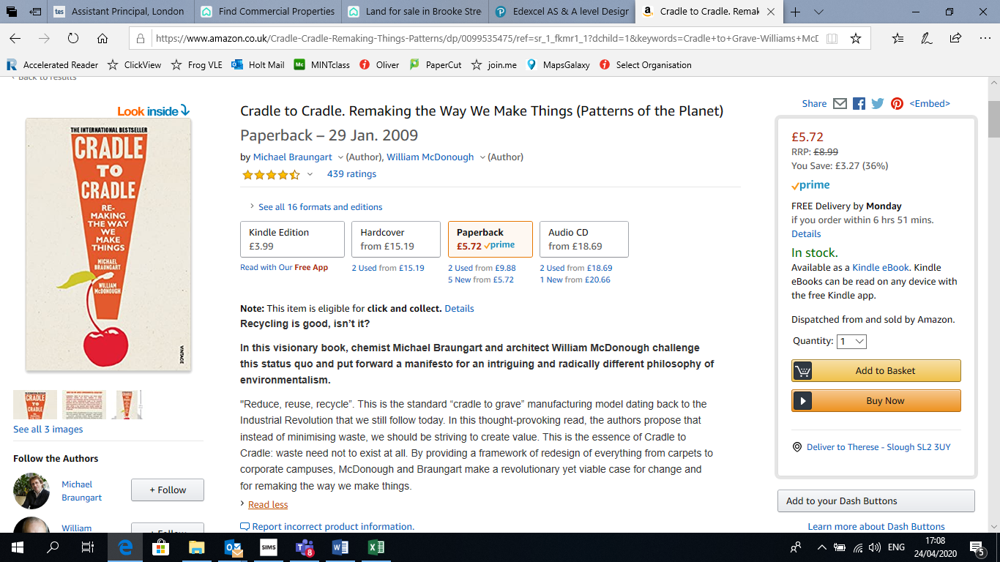 Assistant Principal, London
Find Commercial Properties
Land for sale in Brooke Stre
Edexcel AS & A level Design
Cradle to Cradle. Remak
https://www.amazon.co.uk/Cradle-Cradle-Remaking-Things-Patterns/dp/0099535475/ref=sr_1_fkmr1_1?dchild=1&keywords=Cradle+to+Grave-Williams+McD
Accelerated Reader ClickView Frog VLE Holt Mail MINTclass Oliver PaperCut join.me MapsGalaxy Select Organisation
Back to results
Look inside
THE INTERNATIONAL BESTSELLER
CRADLE
TO
CRADLE
RE-
MAKING
THE WAY
WE
MAKE
THINGS
MICHAEL
BRAUNGART
WILLIAM
McDONOUGH
VINTAGE
See all 3 images
Follow the Authors
Michael
Braungart
+ Follow
William
+ Follow
Cradle to Cradle. Remaking the Way We Make Things (Patterns of the Planet)
Paperback – 29 Jan. 2009
by Michael Braungart (Author), William McDonough (Author)
439 ratings
See all 16 formats and editions
Kindle Edition
£3.99
Read with Our Free App
Hardcover
from £15.19
2 Used from £15.19
Paperback
£5.72 prime
2 Used from £9.88
5 New from £5.72
Audio CD
from £18.69
2 Used from £18.69
1 New from £20.66
Note: This item is eligible for click and collect. Details
Recycling is good, isn’t it?
In this visionary book, chemist Michael Braungart and architect William McDonough challenge
this status quo and put forward a manifesto for an intriguing and radically different philosophy of
environmentalism.
"Reduce, reuse, recycle”. This is the standard “cradle to grave” manufacturing model dating back to the
Industrial Revolution that we still follow today. In this thought-provoking read, the authors propose that
instead of minimising waste, we should be striving to create value. This is the essence of Cradle to
Cradle: waste need not to exist at all. By providing a framework of redesign of everything from carpets to
corporate campuses, McDonough and Braungart make a revolutionary yet viable case for change and
for remaking the way we make things.
Read less
Report incorrect product information.
Share <Embed>
£5.72
RRP: £8.99
You Save: £3.27 (36%)
prime
FREE Delivery by Monday
if you order within 6 hrs 51 mins.
Details
In stock.
Available as a Kindle eBook. Kindle
eBooks can be read on any device with
the free Kindle app.
Dispatched from and sold by Amazon.
Quantity: 1
Add to Basket
Buy Now
Deliver to Therese - Slough SL2 3UY
Add to your Dash Buttons
Learn more about Dash Buttons
SIMS
8
ENG
17:08
24/04/2020
5